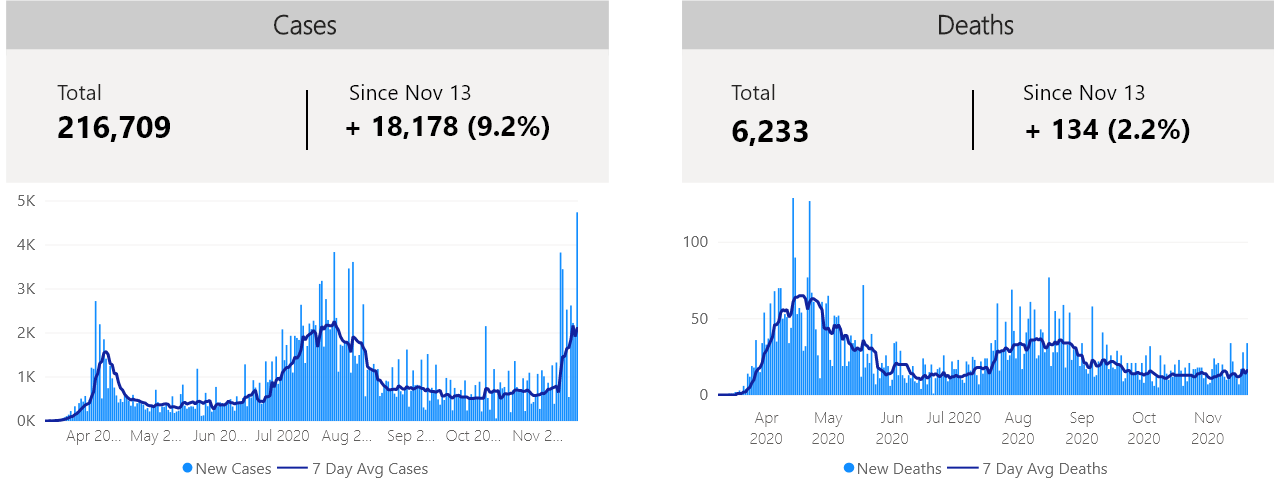 Cases
Total
Since Nov 13
216,709
+ 18,178 (9.2%)
5K
4K
3K
2K
1K
0K
Apr 20... May 2... Jun 20... Jul 2020 Aug 2... Sep 2... Oct 20... Nov 2...
New Cases 7 Day Avg Cases
Deaths
Total
Since Nov 13
6,233
+ 134 (2.2%)
100
50
0
Apr 2020
May 2020
Jun 2020
Jul 2020
Aug 2020
Sep 2020
Oct 2020
Nov 2020
New Deaths 7 Day Avg Deaths